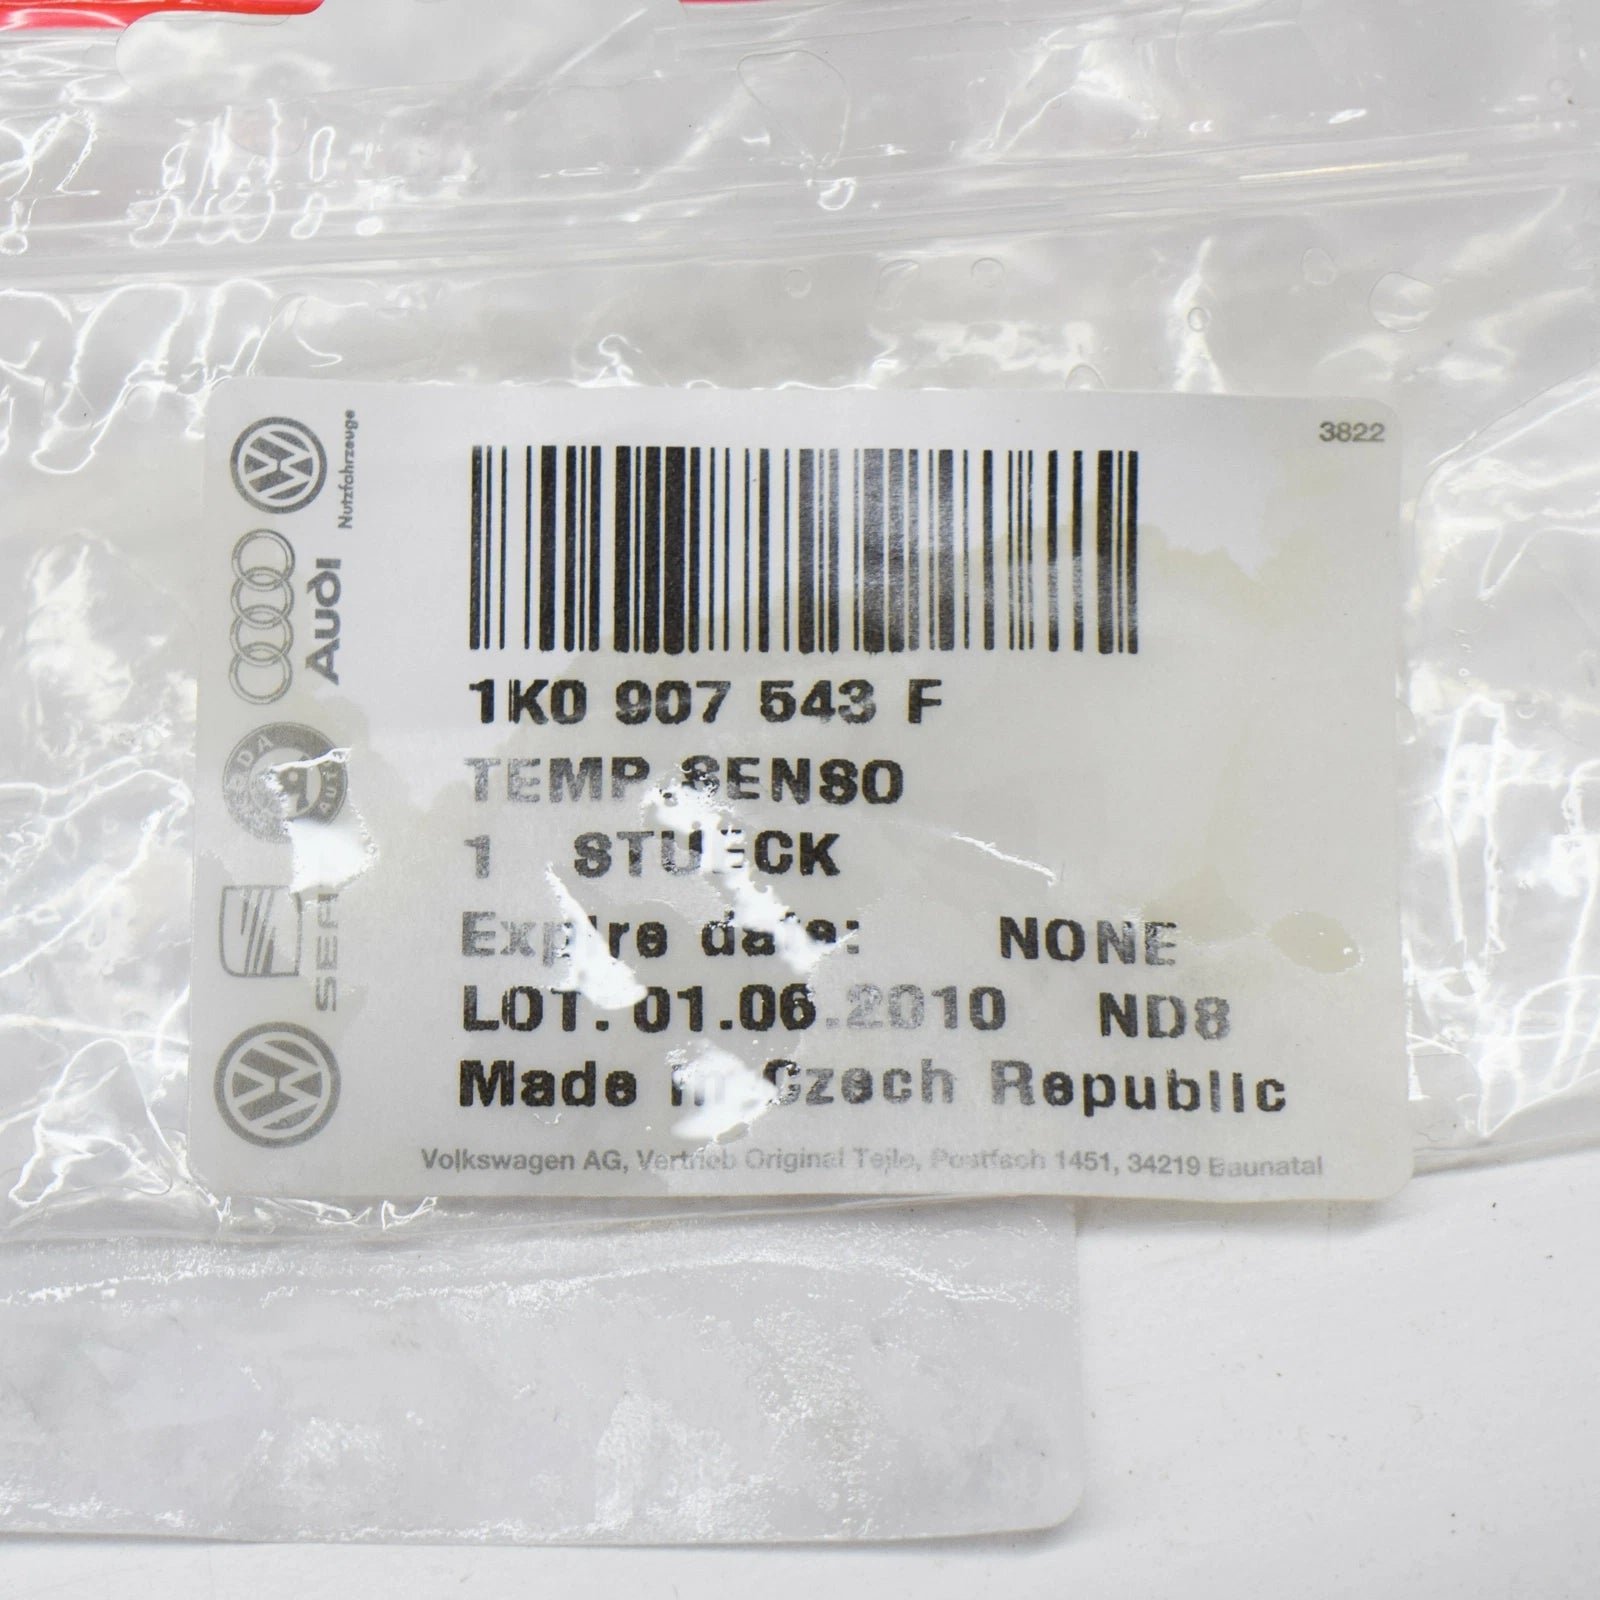 3822
Nutzfahrzeuge
Audi
SEAT
1K0 907 543 F
TEMP.SENSO
1 STUECK
Expire date: NONE
LOT. 01.06.2010 ND8
Made in Czech Republic
Volkswagen AG, Vertrieb Original Teile, Postfach 1451, 34219 Baunatal